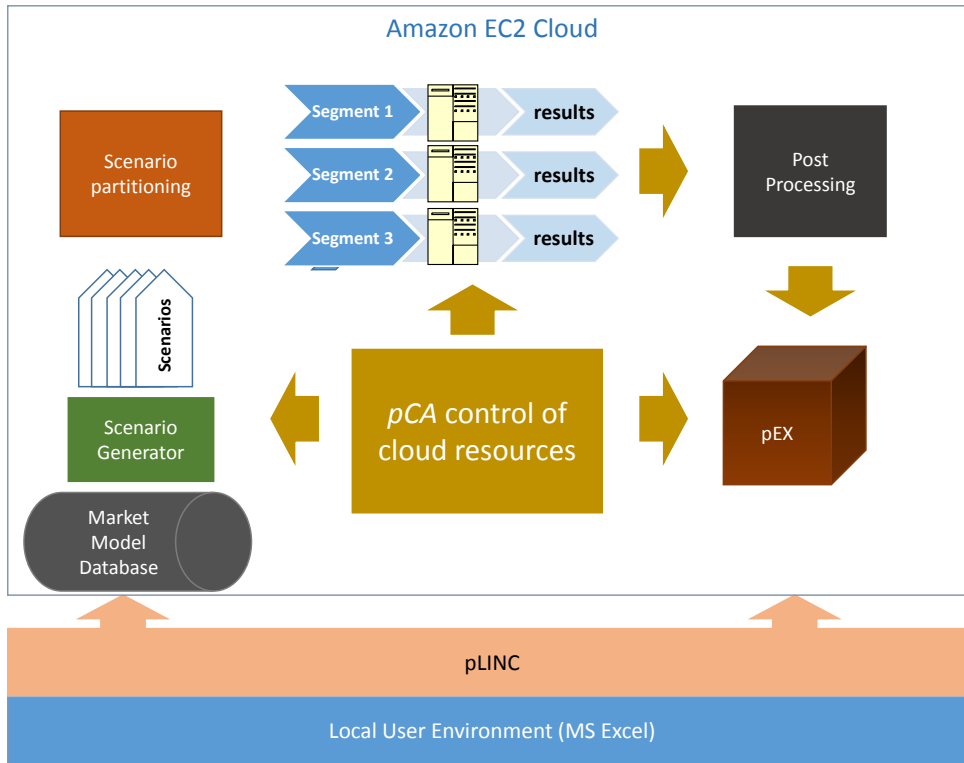 Amazon EC2 Cloud
Scenario
partitioning
Segment 1
results
Segment 2
results
Segment 3
results
Post
Processing
Scenarios
Scenario
Generator
Market
Model
Database
pCA control of
cloud resources
pEX
pLINC
Local User Environment (MS Excel)